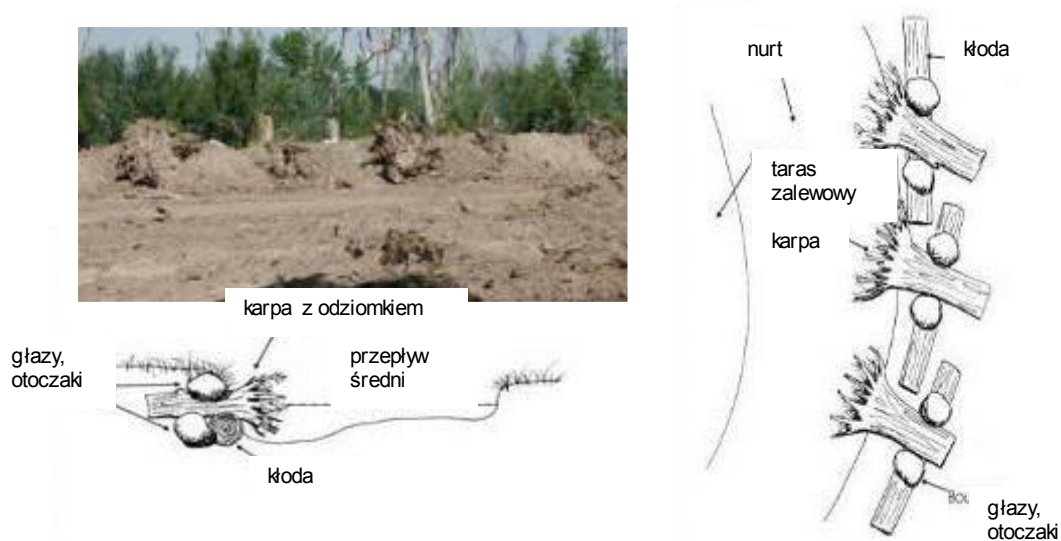 karpa z odziomkiem
głazy,
otoczaki
przepływ
średni
kłoda
nurt
kłoda
taras
zalewowy
karpa
głazy,
otoczaki